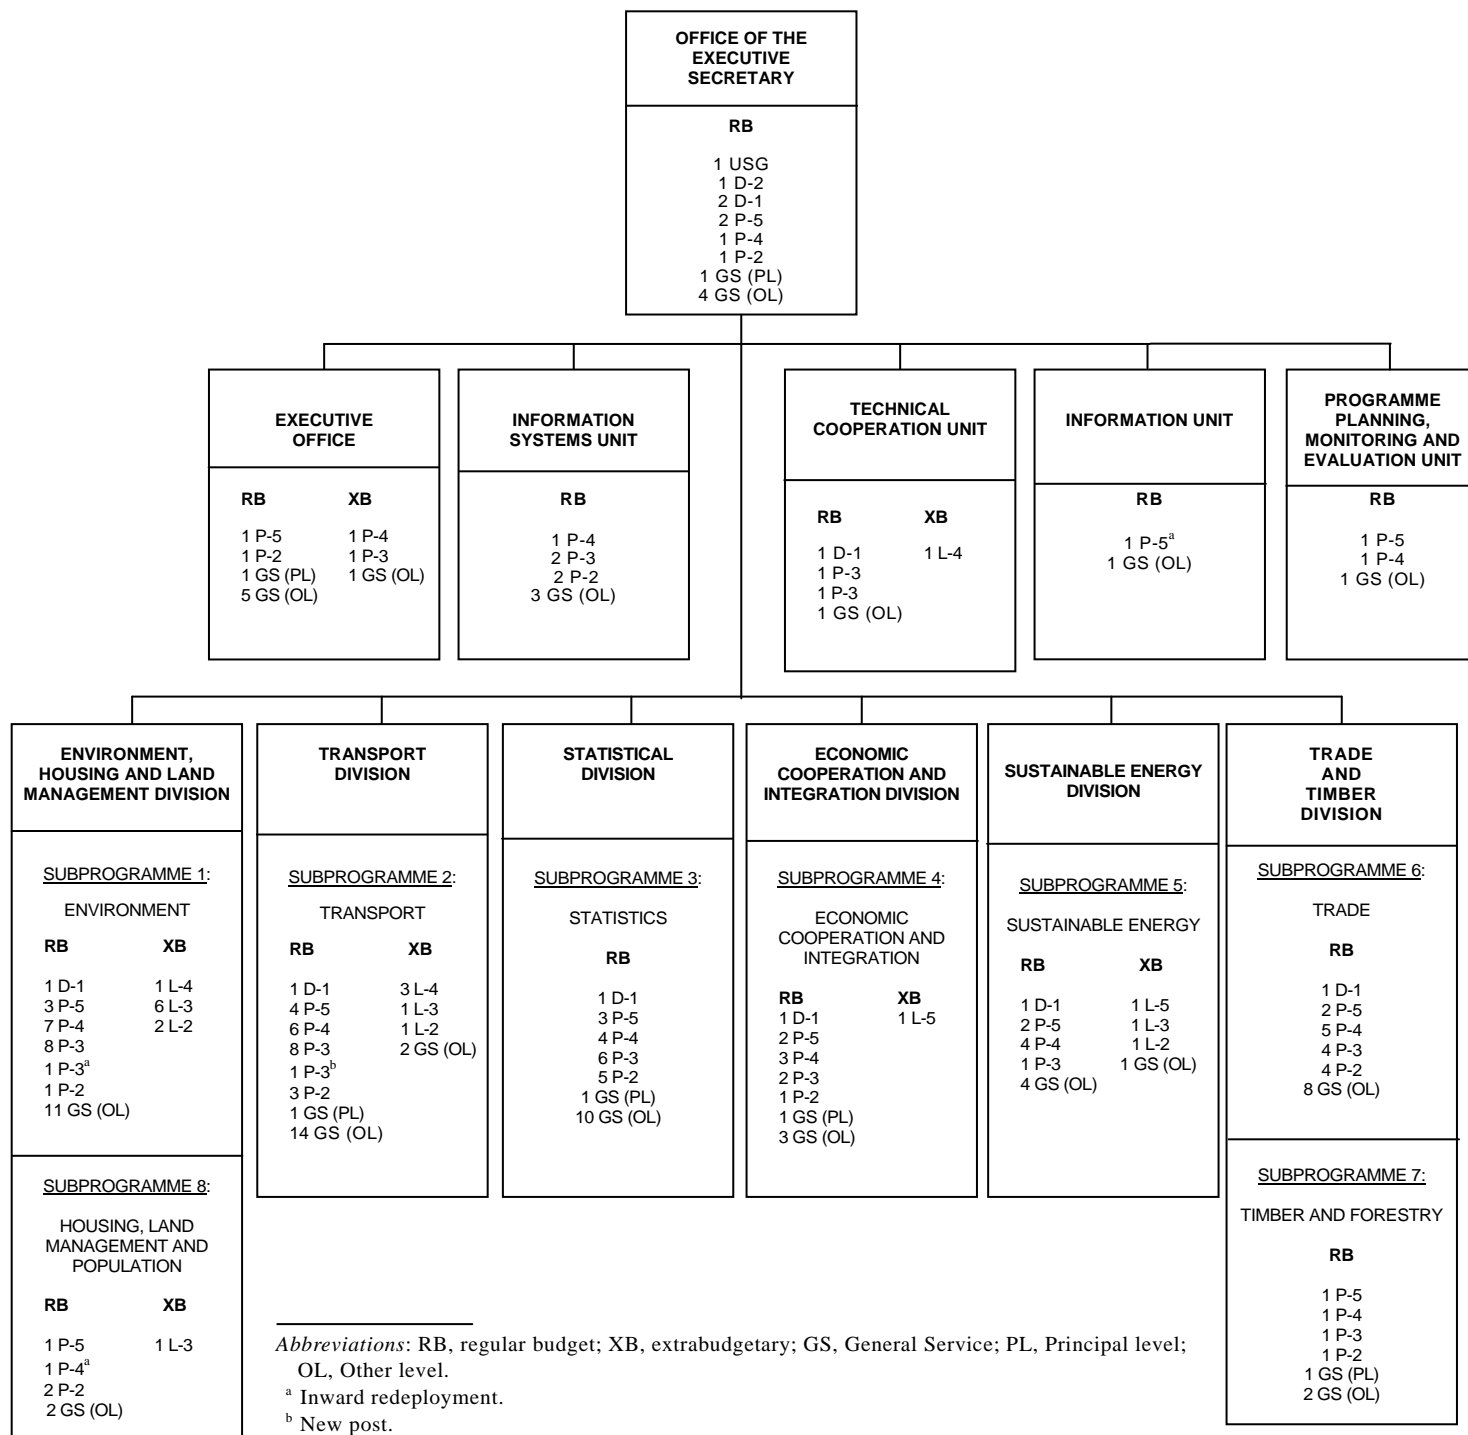 OFFICE OF THE
EXECUTIVE
SECRETARY
RB
1 USG
1 D-2
2 D-1
2 P-5
1 P-4
1 P-2
1 GS (PL)
4 GS (OL)
EXECUTIVE
OFFICE
RB XB
1 P-5 1 P-4
1 P-2 1 P-3
1 GS (PL) 1 GS (OL)
5 GS (OL)
INFORMATION
SYSTEMS UNIT
RB
1 P-4
2 P-3
2 P-2
3 GS (OL)
TECHNICAL
COOPERATION UNIT
RB XB
1 D-1 1 L-4
1 P-3
1 P-3
1 GS (OL)
INFORMATION UNIT
RB
1 P-5ᵃ
1 GS (OL)
PROGRAMME
PLANNING,
MONITORING AND
EVALUATION UNIT
RB
1 P-5
1 P-4
1 GS (OL)
ENVIRONMENT,
HOUSING AND LAND
MANAGEMENT DIVISION
SUBPROGRAMME 1:
ENVIRONMENT
RB XB
1 D-1 1 L-4
3 P-5 6 L-3
7 P-4 2 L-2
8 P-3
1 P-3ᵃ
1 P-2
11 GS (OL)
SUBPROGRAMME 8:
HOUSING, LAND
MANAGEMENT AND
POPULATION
RB XB
1 P-5 1 L-3
1 P-4ᵃ
2 P-2
2 GS (OL)
TRANSPORT
DIVISION
SUBPROGRAMME 2:
TRANSPORT
RB XB
1 D-1 3 L-4
4 P-5 1 L-3
6 P-4 1 L-2
8 P-3 2 GS (OL)
1 P-3ᵇ
3 P-2
1 GS (PL)
14 GS (OL)
STATISTICAL
DIVISION
SUBPROGRAMME 3:
STATISTICS
RB
1 D-1
3 P-5
4 P-4
6 P-3
5 P-2
1 GS (PL)
10 GS (OL)
ECONOMIC
COOPERATION AND
INTEGRATION DIVISION
SUBPROGRAMME 4:
ECONOMIC
COOPERATION AND
INTEGRATION
RB XB
1 D-1 1 L-5
2 P-5
3 P-4
2 P-3
1 P-2
1 GS (PL)
3 GS (OL)
SUSTAINABLE ENERGY
DIVISION
SUBPROGRAMME 5:
SUSTAINABLE ENERGY
RB XB
1 D-1 1 L-5
2 P-5 1 L-3
4 P-4 1 L-2
1 P-3 1 GS (OL)
4 GS (OL)
TRADE
AND
TIMBER
DIVISION
SUBPROGRAMME 6:
TRADE
RB
1 D-1
2 P-5
5 P-4
4 P-3
4 P-2
8 GS (OL)
SUBPROGRAMME 7:
TIMBER AND FORESTRY
RB
1 P-5
1 P-4
1 P-3
1 P-2
1 GS (PL)
2 GS (OL)
Abbreviations: RB, regular budget; XB, extrabudgetary; GS, General Service; PL, Principal level;
OL, Other level.
ᵃ Inward redeployment.
ᵇ New post.